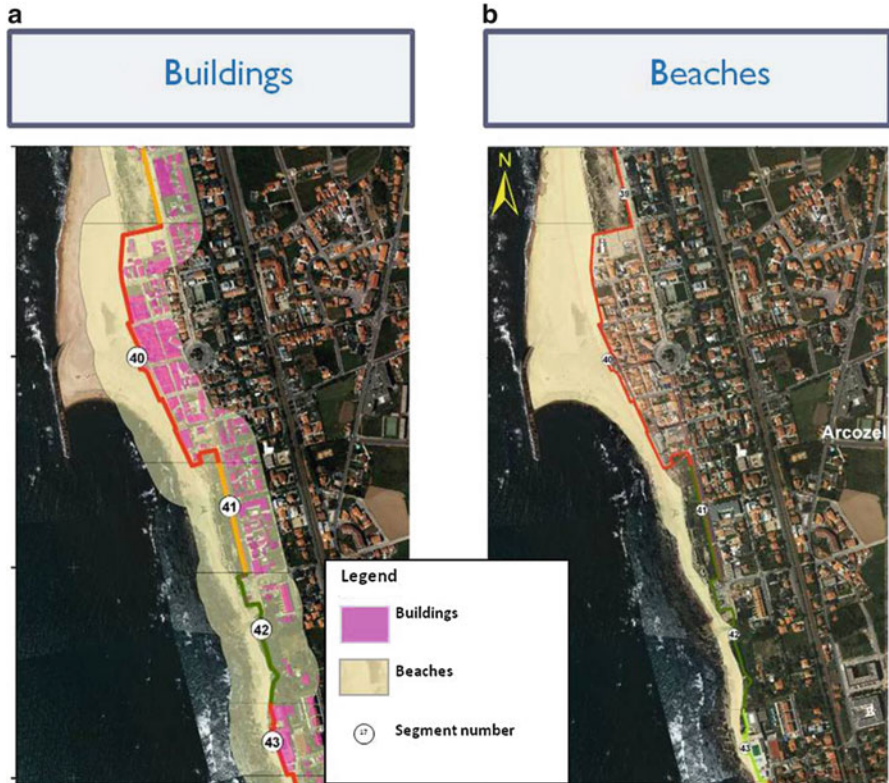 a
Buildings
40
41
42
43
Legend
Buildings
Beaches
Segment number
b
Beaches
N
39
40
41
42
43
Arcozel